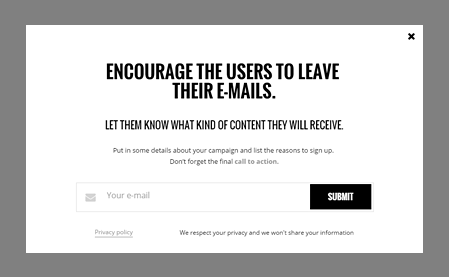 ENCOURAGE THE USERS TO LEAVE
THEIR E-MAILS.
LET THEM KNOW WHAT KIND OF CONTENT THEY WILL RECEIVE.
Put in some details about your campaign and list the reasons to sign up.
Don't forget the final call to action.
Your e-mail
SUBMIT
Privacy policy
We respect your privacy and we won't share your information